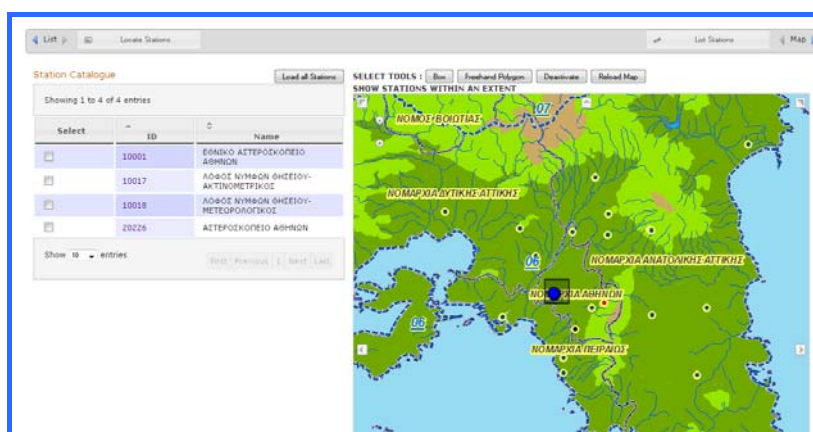 List
Locate Stations
List Stations
Map
Station Catalogue
Load all Stations
SELECT TOOLS : Box Freehand Polygon Deactivate Reload Map
SHOW STATIONS WITHIN AN EXTENT
Showing 1 to 4 of 4 entries
Select ID Name
10001 ΕΘΝΙΚΟ ΑΣΤΕΡΟΣΚΟΠΕΙΟ
ΑΘΗΝΩΝ
10017 ΛΟΦΟΣ ΝΥΜΦΩΝ ΘΗΣΕΙΟΥ-
ΑΚΤΙΝΟΜΕΤΡΙΚΟΣ
10018 ΛΟΦΟΣ ΝΥΜΦΩΝ ΘΗΣΕΙΟΥ-
ΜΕΤΕΩΡΟΛΟΓΙΚΟΣ
20226 ΑΣΤΕΡΟΣΚΟΠΕΙΟ ΑΘΗΝΩΝ
Show 10 entries
First Previous 1 Next Last
07
ΝΟΜΟΣ ΒΟΙΩΤΙΑΣ
ΝΟΜΑΡΧΙΑ ΔΥΤΙΚΗΣ ΑΤΤΙΚΗΣ
06
ΝΟΜΑΡΧΙΑ ΑΝΑΤΟΛΙΚΗΣ ΑΤΤΙΚΗΣ
ΝΟΜΑΡΧΙΑ ΑΘΗΝΩΝ
06
ΝΟΜΑΡΧΙΑ ΠΕΙΡΑΙΩΣ